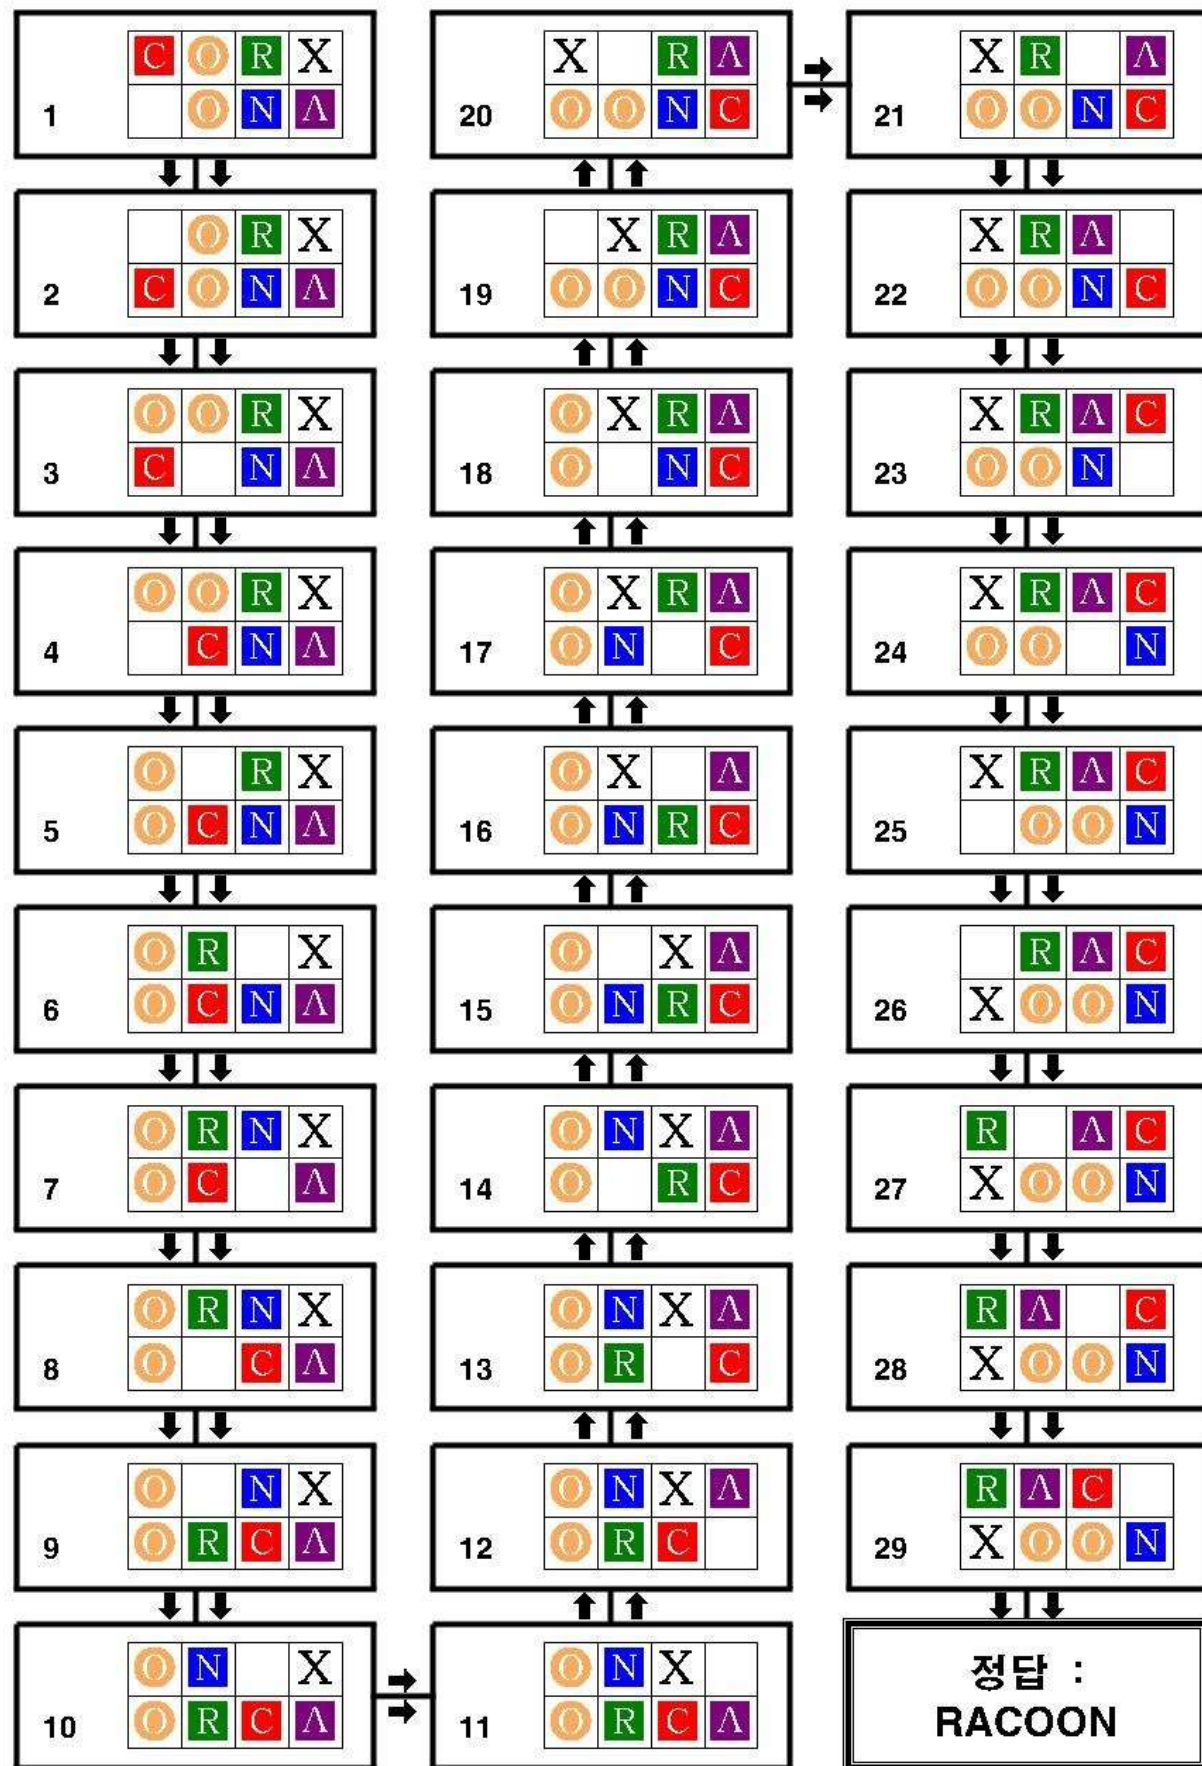 1
C O R X
O N Λ
2
O R X
C O N Λ
3
O O R X
C N Λ
4
O O R X
C N Λ
5
O R X
O C N Λ
6
O R X
O C N Λ
7
O R N X
O C Λ
8
O R N X
O C Λ
9
O N X
O R C Λ
10
O N X
O R C Λ
11
O N X
O R C Λ
12
O N X Λ
O R C
13
O N X Λ
O R C
14
O N X Λ
O R C
15
O X Λ
O N R C
16
O X Λ
O N R C
17
O X R Λ
O N C
18
O X R Λ
O N C
19
X R Λ
O O N C
20
X R Λ
O O N C
21
X R Λ
O O N C
22
X R Λ
O O N C
23
X R Λ C
O O N
24
X R Λ C
O O N
25
X R Λ C
O O N
26
R Λ C
X O O N
27
R Λ C
X O O N
28
R Λ C
X O O N
29
R Λ C
X O O N
정답 :
RACOON